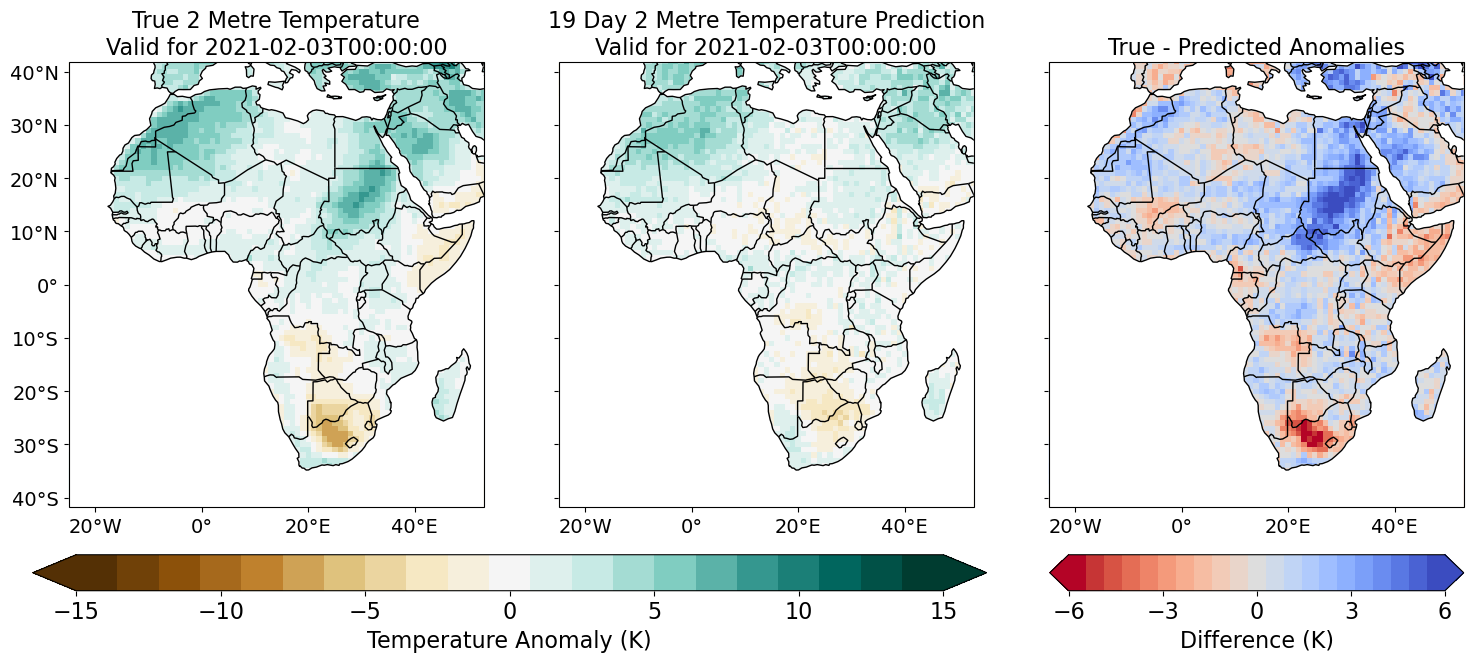 True 2 Metre Temperature
Valid for 2021-02-03T00:00:00
19 Day 2 Metre Temperature Prediction
Valid for 2021-02-03T00:00:00
True - Predicted Anomalies
40°N
30°N
20°N
10°N
0°
10°S
20°S
30°S
40°S
20°W 0° 20°E 40°E
20°W 0° 20°E 40°E
20°W 0° 20°E 40°E
−15 −10 −5 0 5 10 15
Temperature Anomaly (K)
−6 −3 0 3 6
Difference (K)